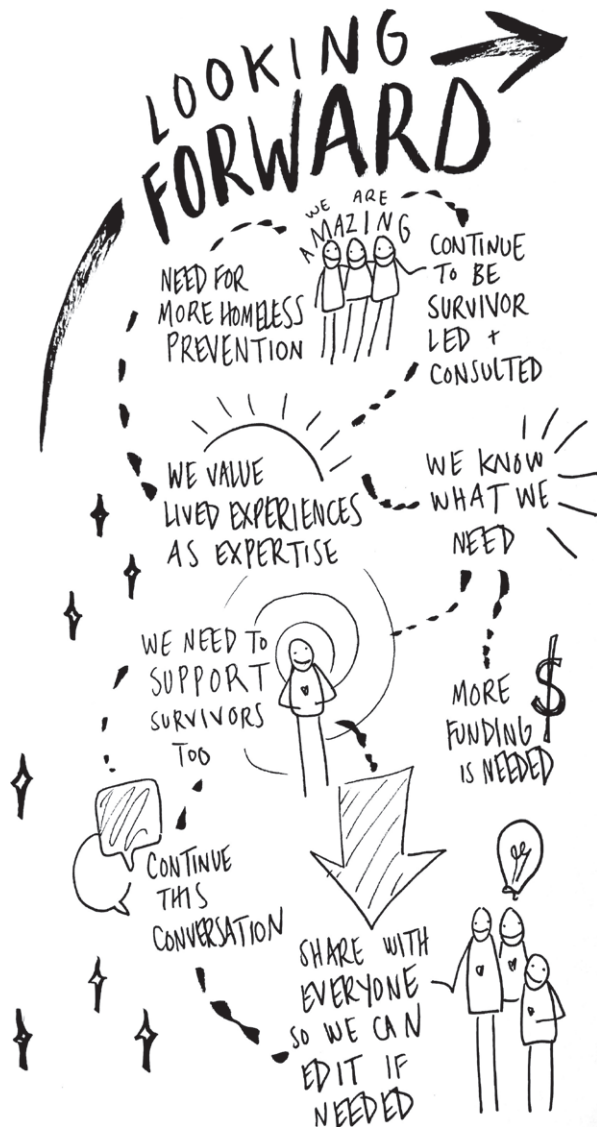 LOOKING
FORWARD
WE ARE
AMAZING
NEED FOR
MORE HOMELESS
PREVENTION
CONTINUE
TO BE
SURVIVOR
LED +
CONSULTED
WE VALUE
LIVED EXPERIENCES
AS EXPERTISE
WE KNOW
WHAT WE
NEED
WE NEED TO
SUPPORT
SURVIVORS
TOO
MORE
FUNDING
IS NEEDED
$
CONTINUE
THIS
CONVERSATION
SHARE WITH
EVERYONE
SO WE CAN
EDIT IF
NEEDED